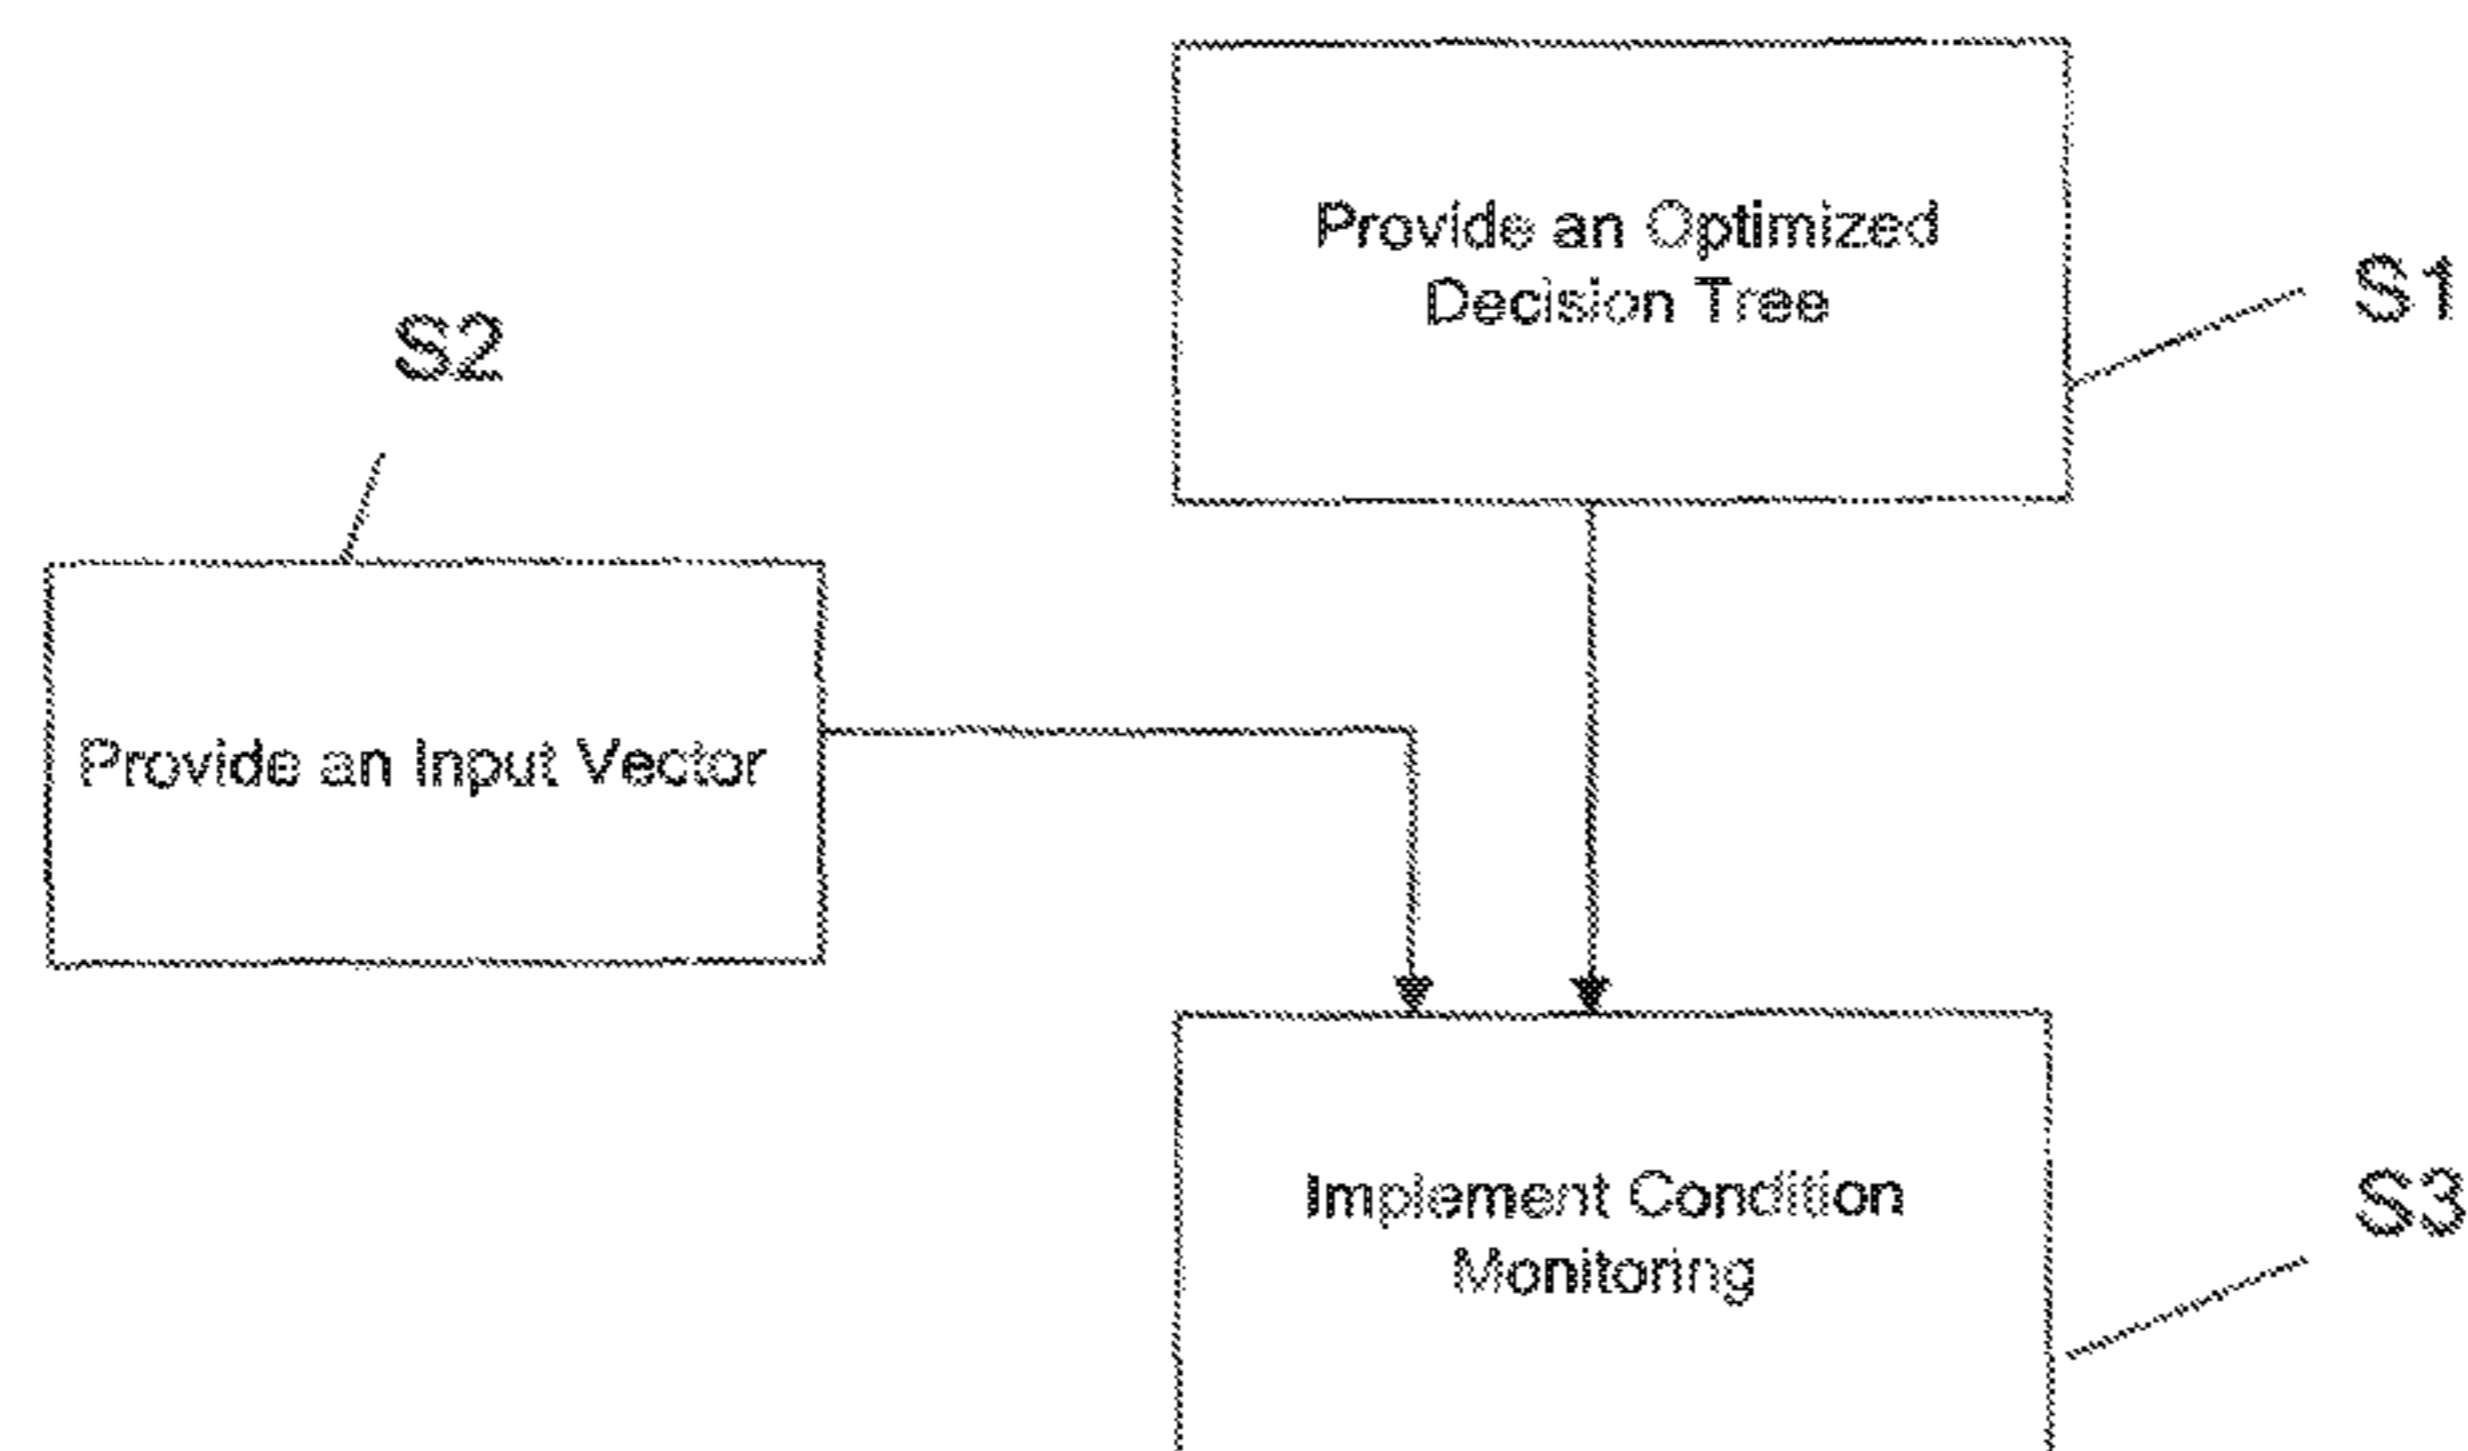 Provide an Optimized
Decision Tree
S1
S2
Provide an Input Vector
Implement Condition
Monitoring
S3